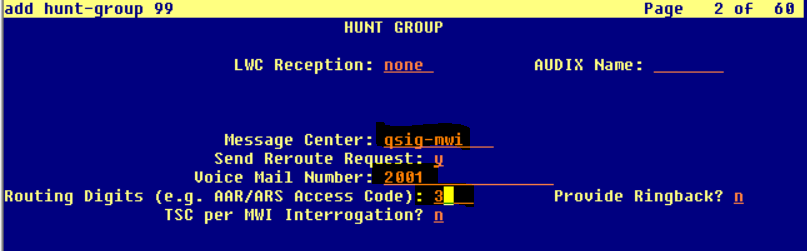 add hunt-group 99 Page 2 of 60
HUNT GROUP
LWC Reception: none AUDIX Name:
Message Center: qsig-mwi
Send Reroute Request: y
Voice Mail Number: 2001
Routing Digits (e.g. AAR/ARS Access Code): 3 Provide Ringback? n
TSC per MWI Interrogation? n